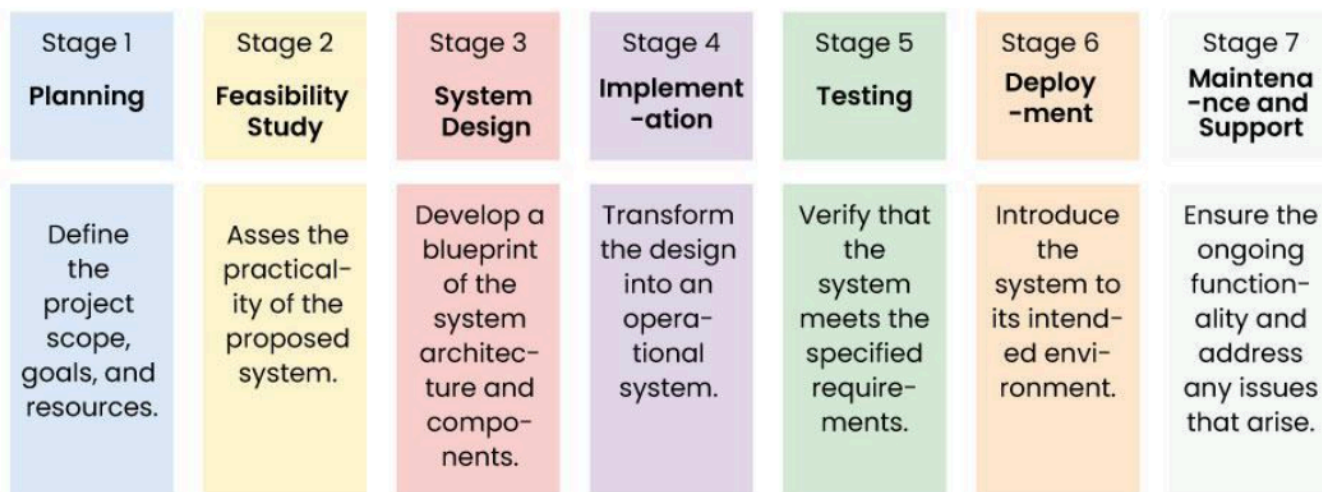 Stage 1
Planning
Stage 2
Feasibility
Study
Stage 3
System
Design
Stage 4
Implement
-ation
Stage 5
Testing
Stage 6
Deploy
-ment
Stage 7
Maintena
-nce and
Support
Define
the
project
scope,
goals, and
resources.
Asses the
practical-
ity of the
proposed
system.
Develop a
blueprint
of the
system
architec-
ture and
compo-
nents.
Transform
the design
into an
opera-
tional
system.
Verify that
the
system
meets the
specified
require-
ments.
Introduce
the
system to
its intend-
ed envi-
ronment.
Ensure the
ongoing
function-
ality and
address
any issues
that arise.